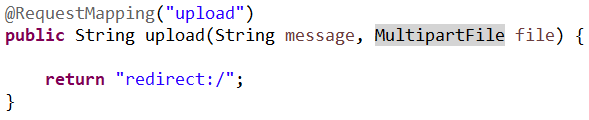 @RequestMapping("upload")
public String upload(String message, MultipartFile file) {
return "redirect:/";
}